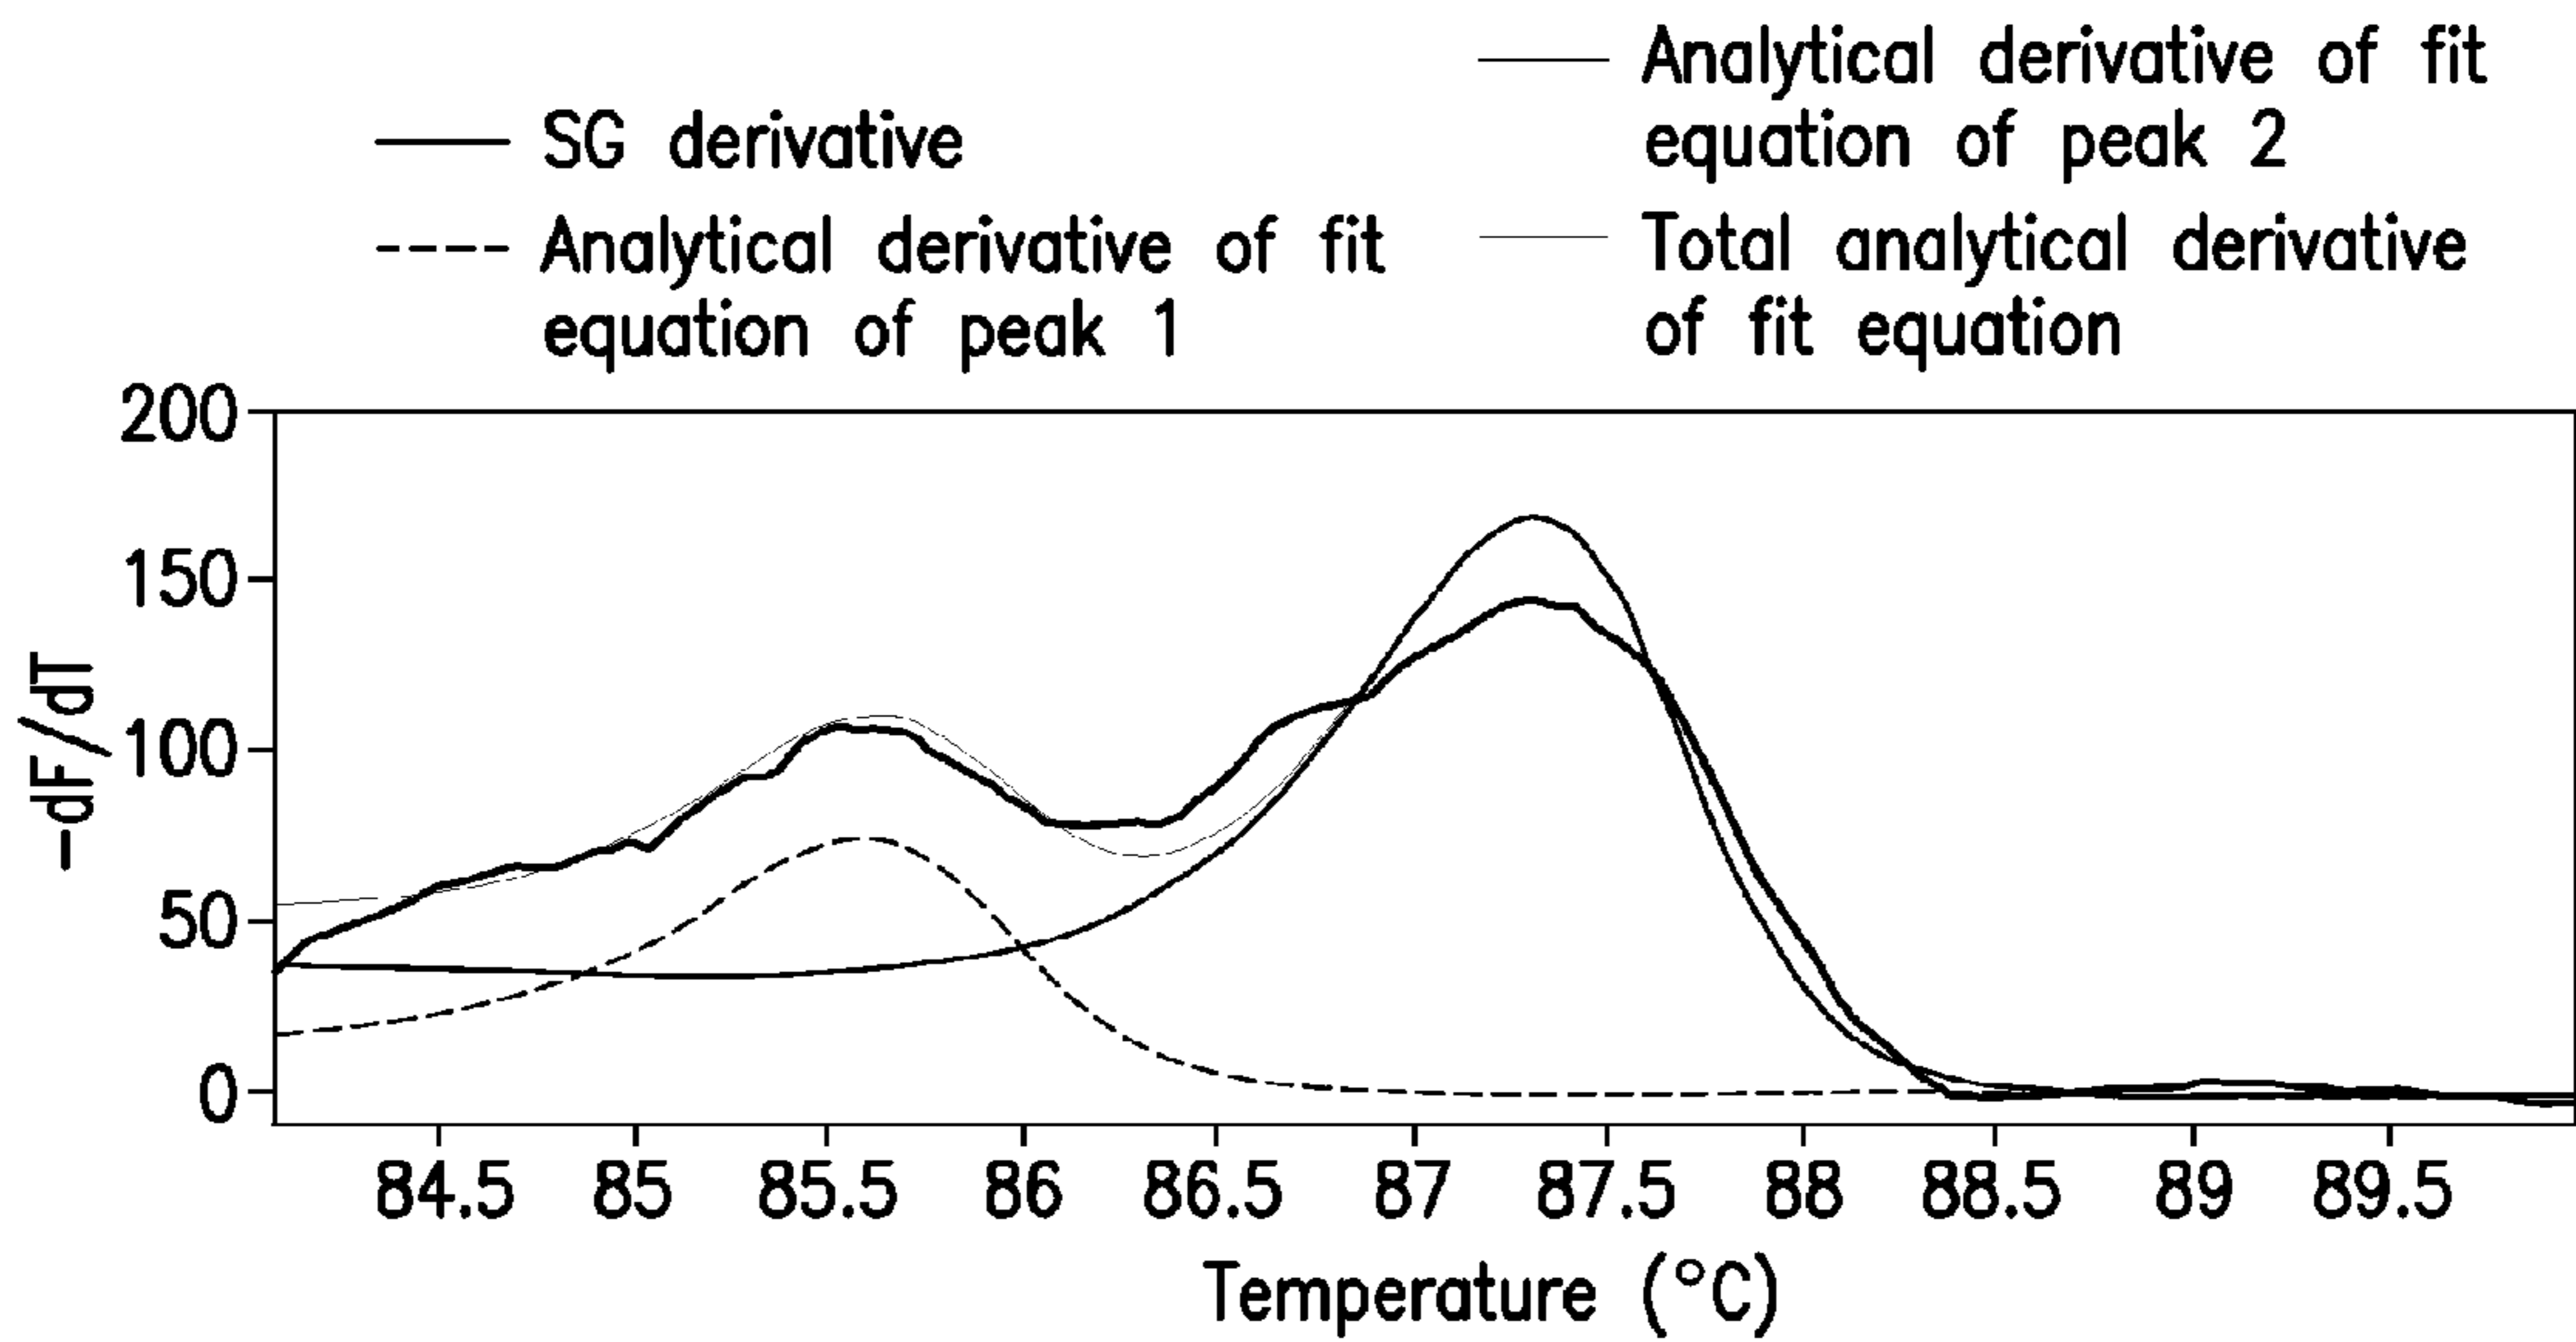 SG derivative
Analytical derivative of fit
equation of peak 1
Analytical derivative of fit
equation of peak 2
Total analytical derivative
of fit equation
200
150
100
50
0
-dF/dT
84.5 85 85.5 86 86.5 87 87.5 88 88.5 89 89.5
Temperature (°C)